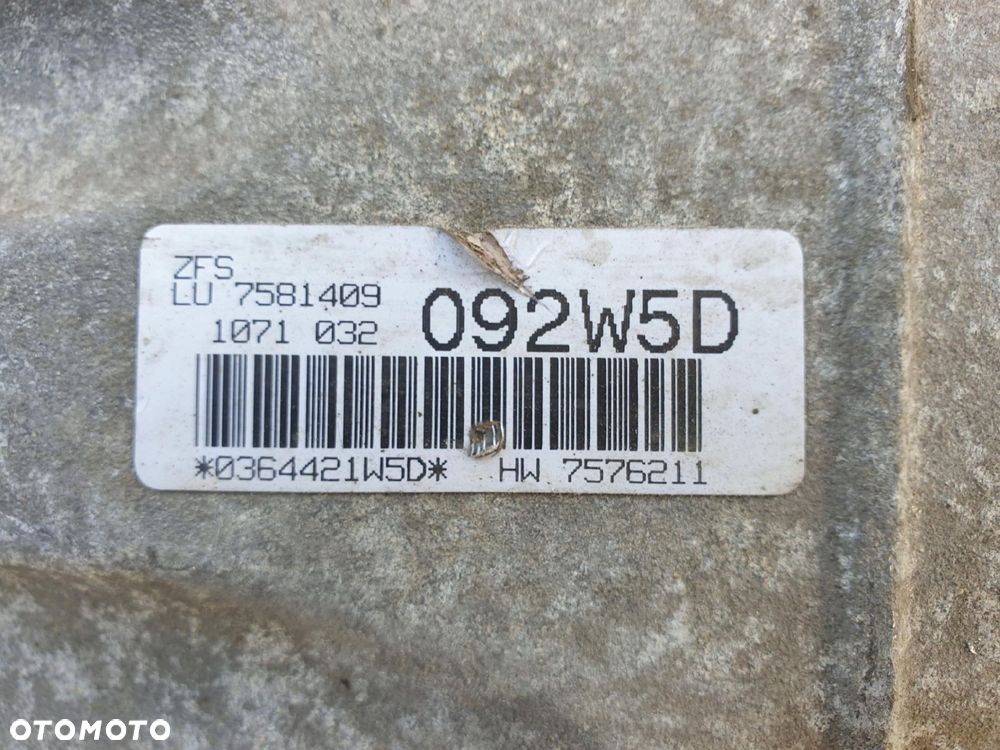 ZFS
LU 7581409
1071 032
092W5D
*0364421W5D* HW 7576211
OTOMOTO